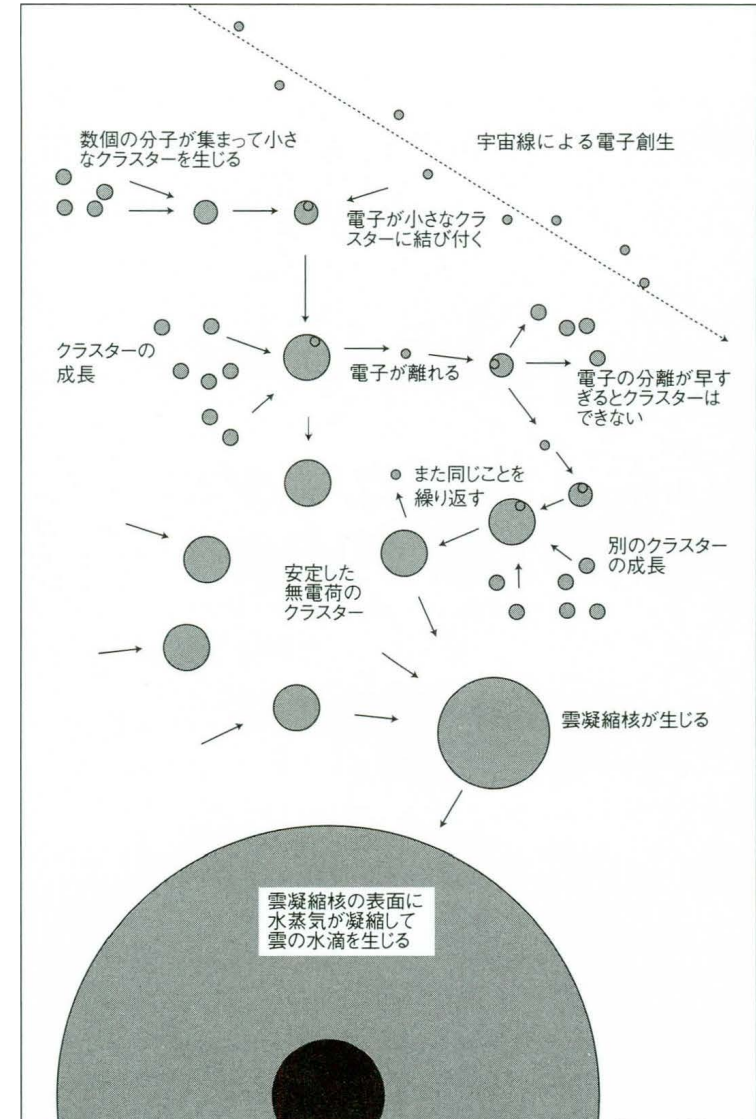 数個の分子が集まって小さ
なクラスターを生じる
宇宙線による電子創生
電子が小さなクラ
スターに結び付く
クラスターの
成長
電子が離れる
電子の分離が早す
ぎるとクラスターは
できない
また同じことを
繰り返す
別のクラスター
の成長
安定した
無電荷の
クラスター
雲凝縮核が生じる
雲凝縮核の表面に
水蒸気が凝縮して
雲の水滴を生じる